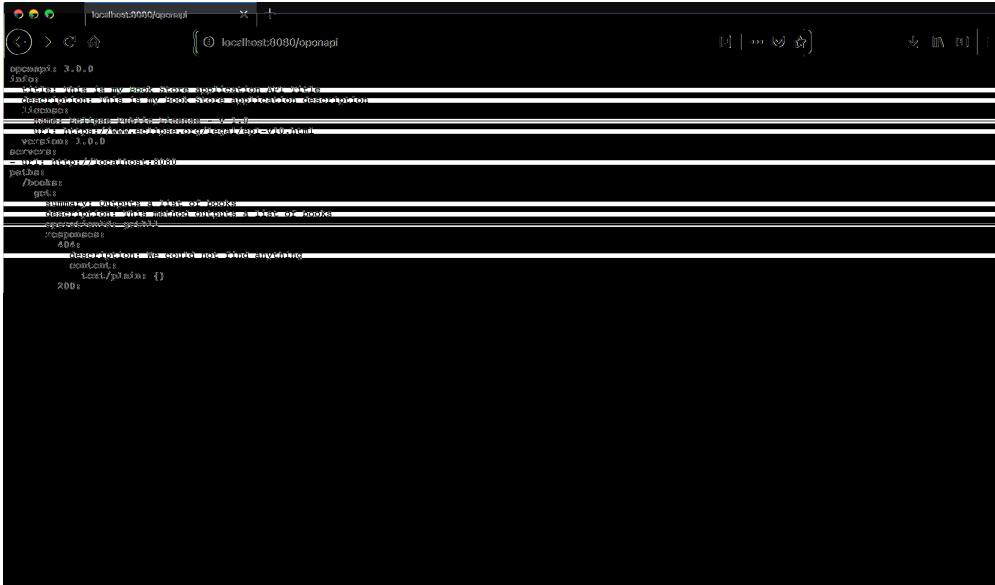 localhost:8080/openapi
localhost:8080/openapi
openapi: 3.0.0
info:
  title: This is my Book Store application API Title
  description: This is my Book Store application description
  license:
    name: Eclipse Public License - v 1.0
    url: https://www.eclipse.org/legal/epl-v10.html
  version: 1.0.0
servers:
- url: http://localhost:8080
paths:
  /books:
    get:
      summary: Outputs a list of books
      description: This method outputs a list of books
      operationId: getAll
      responses:
        404:
          description: We could not find anything
          content:
            text/plain: {}
        200: